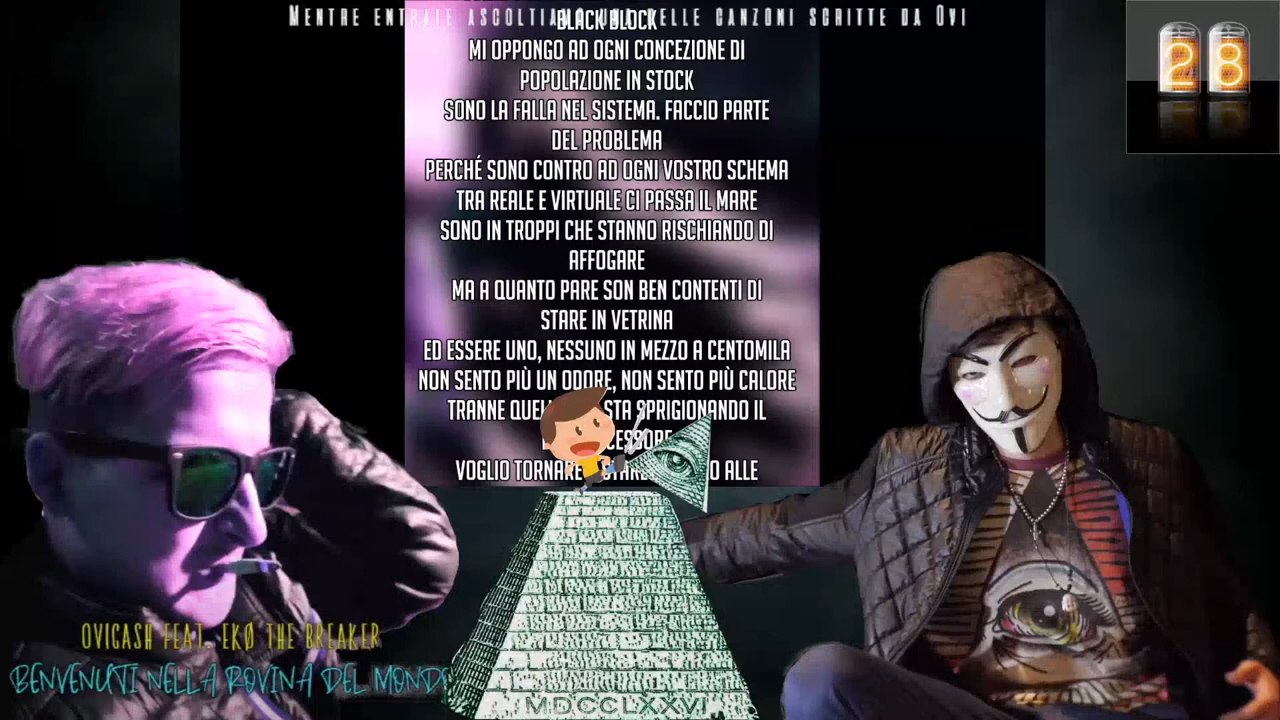 Mentre entrate ascoltiamo una delle canzoni scritte da Ovi
28
BLACK BLOCK
MI OPPONGO AD OGNI CONCEZIONE DI
POPOLAZIONE IN STOCK
SONO LA FALLA NEL SISTEMA. FACCIO PARTE
DEL PROBLEMA
PERCHÉ SONO CONTRO AD OGNI VOSTRO SCHEMA
TRA REALE E VIRTUALE CI PASSA IL MARE
SONO IN TROPPI CHE STANNO RISCHIANDO DI
AFFOGARE
MA A QUANTO PARE SON BEN CONTENTI DI
STARE IN VETRINA
ED ESSERE UNO, NESSUNO IN MEZZO A CENTOMILA
NON SENTO PIÙ UN ODORE, NON SENTO PIÙ CALORE
TRANNE STA SPRIGIONANDO IL
VOGLIO TORNARE ALLE
OVICASH FEAT. EKØ THE BREAKER
BENVENUTI NELLA ROVINA DEL MONDO
MDCCLXXVI